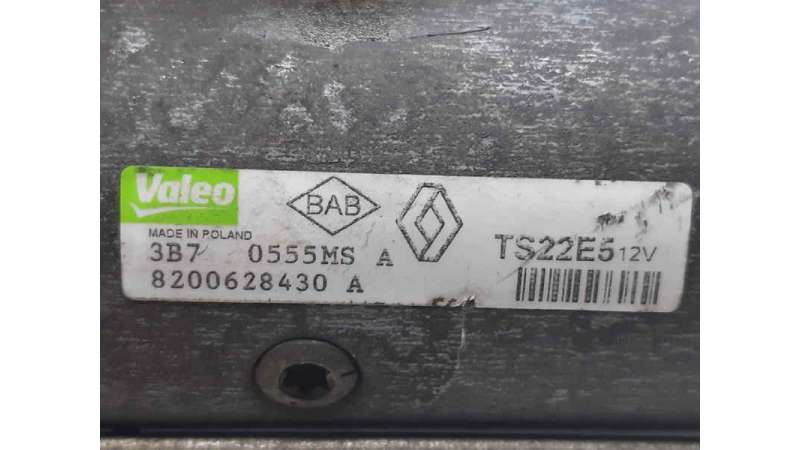 Valeo
MADE IN POLAND
BAB
TS22E5 12V
3B7 0555MS A
8200628430 A